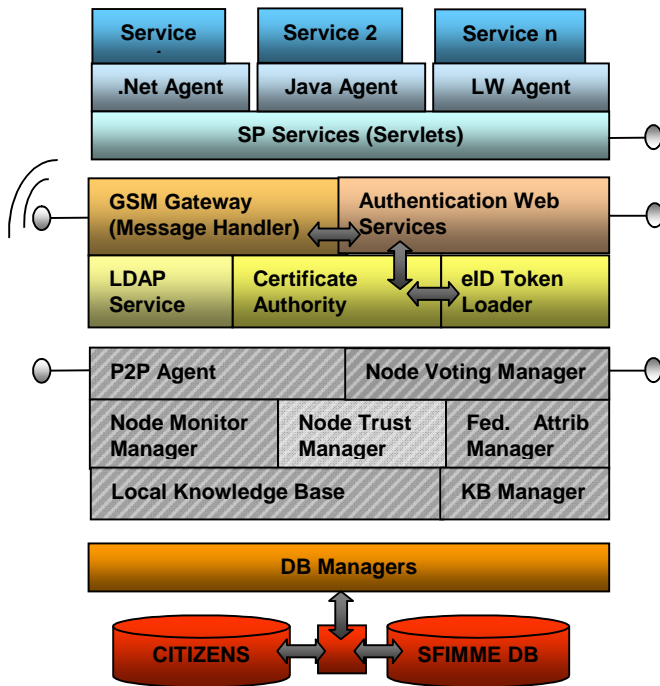 Service
Service 2
Service n
.Net Agent
Java Agent
LW Agent
SP Services (Servlets)
GSM Gateway
(Message Handler)
Authentication Web
Services
LDAP
Service
Certificate
Authority
eID Token
Loader
P2P Agent
Node Voting Manager
Node Monitor
Manager
Node Trust
Manager
Fed. Attrib
Manager
Local Knowledge Base
KB Manager
DB Managers
CITIZENS
SFIMME DB